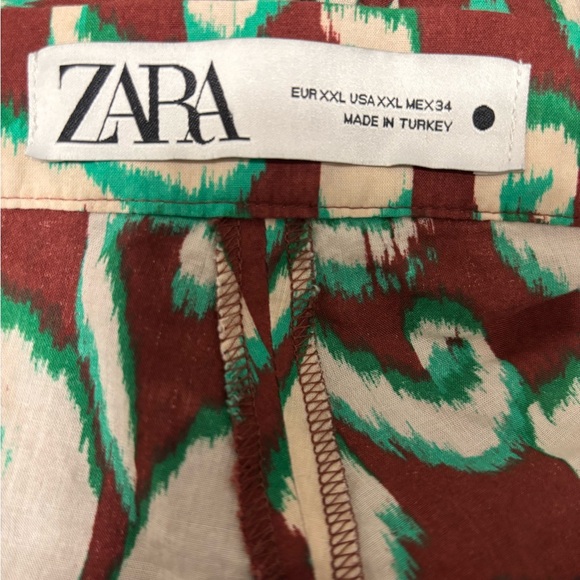 ZARA
EUR XXL USA XXL MEX 34
MADE IN TURKEY